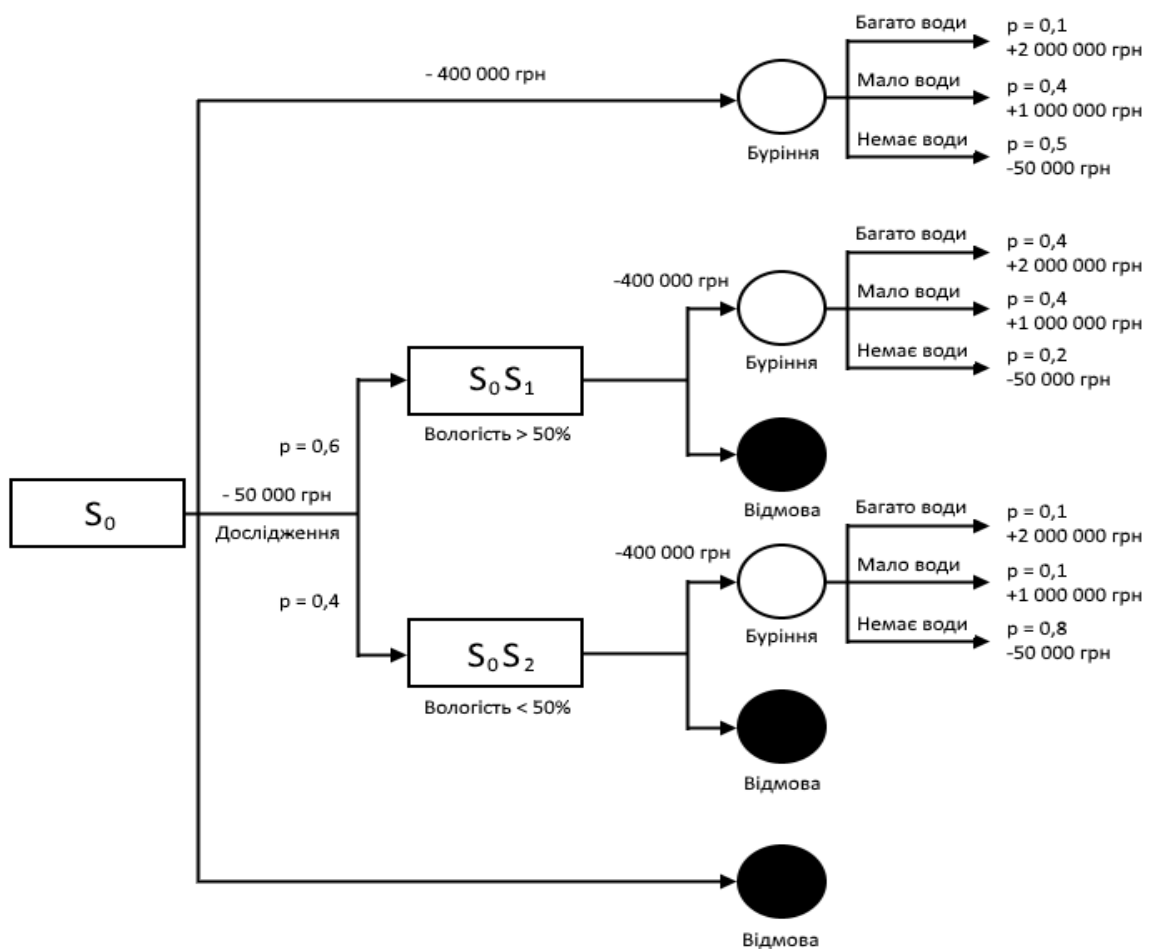 Багато води
p = 0,1
+2 000 000 грн
- 400 000 грн
Мало води
p = 0,4
+1 000 000 грн
Немає води
p = 0,5
-50 000 грн
Буріння
Багато води
p = 0,4
+2 000 000 грн
-400 000 грн
Мало води
p = 0,4
+1 000 000 грн
Немає води
p = 0,2
-50 000 грн
Буріння
S₀ S₁
Вологість > 50%
p = 0,6
- 50 000 грн
S₀
Дослідження
Відмова
Багато води
p = 0,1
+2 000 000 грн
-400 000 грн
Мало води
p = 0,1
+1 000 000 грн
p = 0,4
Немає води
p = 0,8
-50 000 грн
Буріння
S₀ S₂
Вологість < 50%
Відмова
Відмова